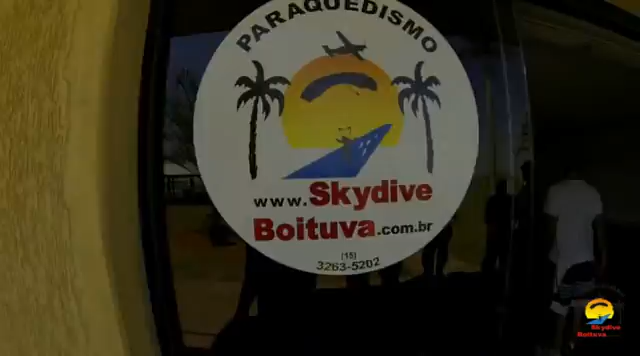 PARAQUEDISMO
www.Skydive
Boituva.com.br
(15)
3263-5202
Skydive
Boituva